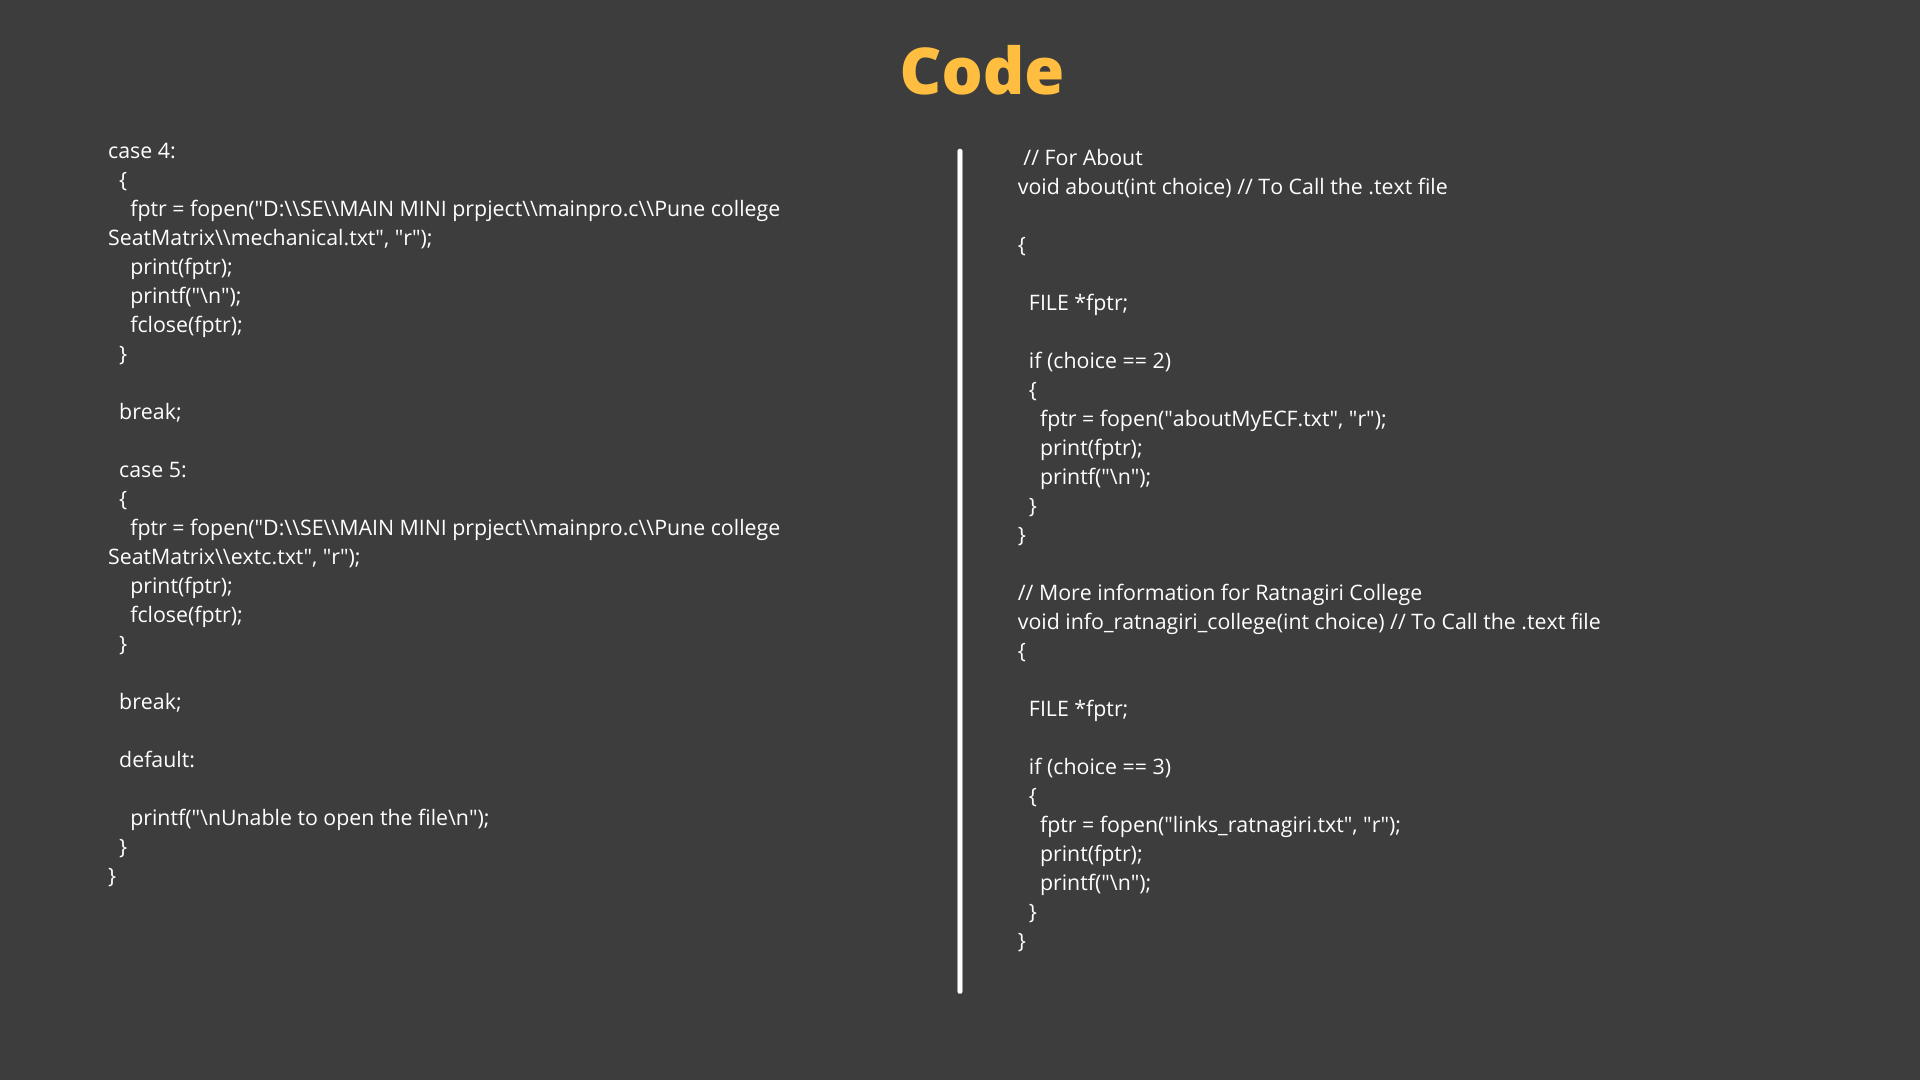 Code
case 4:
{
fptr = fopen("D:\\SE\\MAIN MINI prpject\\mainpro.c\\Pune college
SeatMatrix\\mechanical.txt", "r");
print(fptr);
printf("\n");
fclose(fptr);
}
break;
case 5:
{
fptr = fopen("D:\\SE\\MAIN MINI prpject\\mainpro.c\\Pune college
SeatMatrix\\extc.txt", "r");
print(fptr);
fclose(fptr);
}
break;
default:
printf("\nUnable to open the file\n");
}
}
// For About
void about(int choice) // To Call the .text file
{
FILE *fptr;
if (choice == 2)
{
fptr = fopen("aboutMyECF.txt", "r");
print(fptr);
printf("\n");
}
}
// More information for Ratnagiri College
void info_ratnagiri_college(int choice) // To Call the .text file
{
FILE *fptr;
if (choice == 3)
{
fptr = fopen("links_ratnagiri.txt", "r");
print(fptr);
printf("\n");
}
}